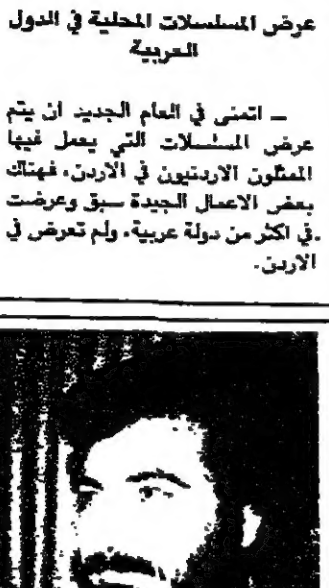 عرض المسلسلات المحلية في الدول
العربية
ــ اتمنى في العام الجديد ان يتم
عرض المسلسلات التي يعمل فيها
الممثلون الاردنيون في الاردن، فهناك
بعض الاعمال الجيدة سبق وعرضت
في اكثر من دولة عربية، ولم تعرض في
الاردن.